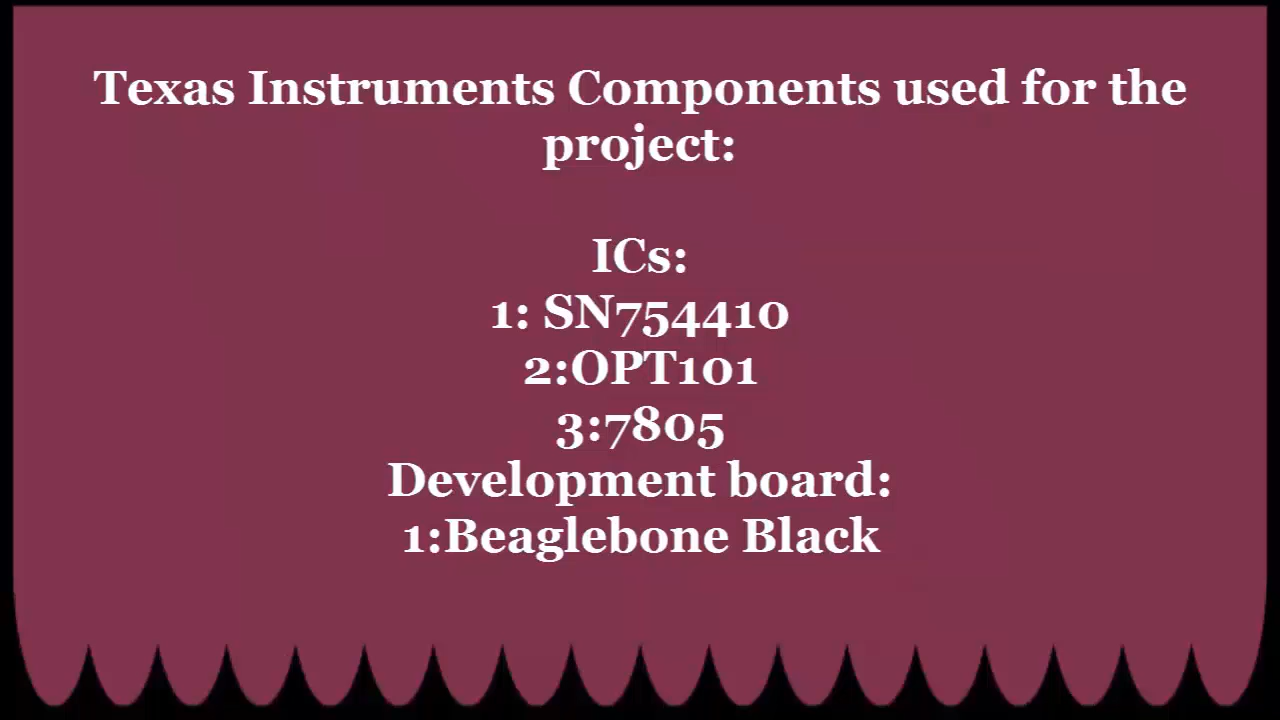 Texas Instruments Components used for the
project:
ICs:
1: SN754410
2:OPT101
3:7805
Development board:
1:Beaglebone Black